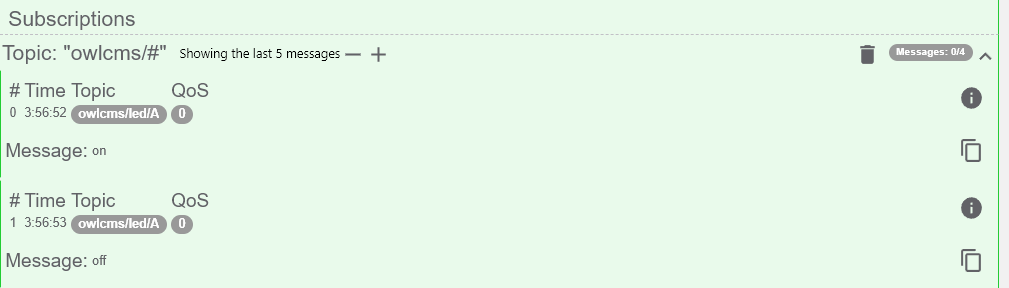 Subscriptions
Topic: "owlcms/#" Showing the last 5 messages Messages: 0/4
# Time Topic QoS
0 3:56:52 owlcms/led/A 0
Message: on
# Time Topic QoS
1 3:56:53 owlcms/led/A 0
Message: off